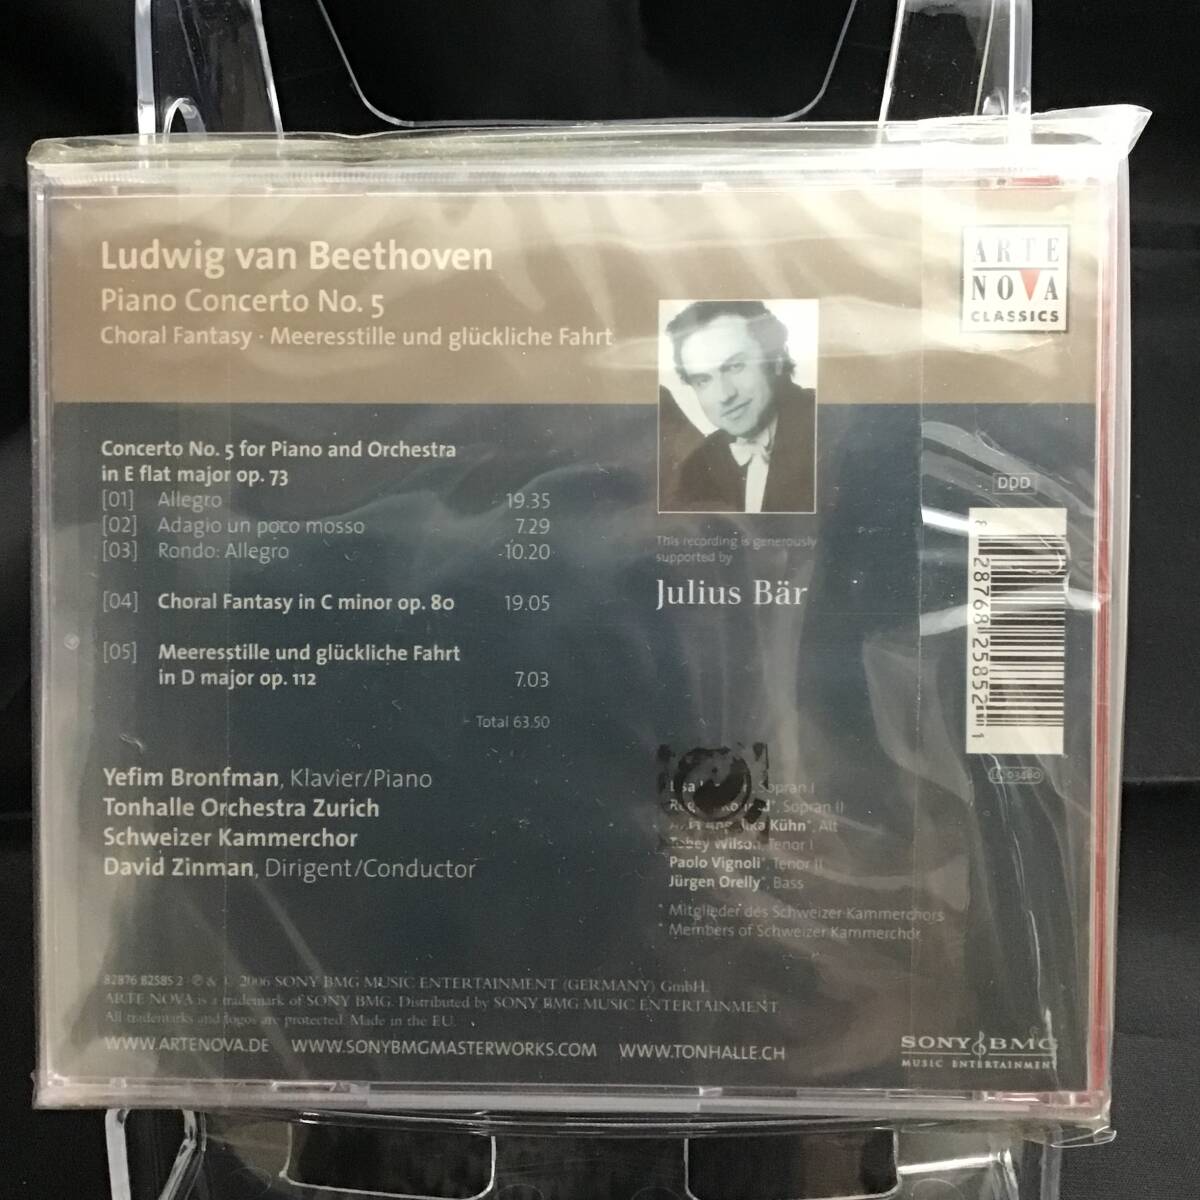 Ludwig van Beethoven
Piano Concerto No. 5
Choral Fantasy · Meeresstille und glückliche Fahrt
ARTE
NOVA
CLASSICS
Concerto No. 5 for Piano and Orchestra
in E flat major op. 73
[01] Allegro 19.35
[02] Adagio un poco mosso 7.29
[03] Rondo: Allegro 10.20
[04] Choral Fantasy in C minor op. 80 19.05
[05] Meeresstille und glückliche Fahrt
in D major op. 112 7.03
Total 63.50
This recording is generously
supported by
Julius Bär
DDD
8 28768 25852 1
LC 03480
Yefim Bronfman, Klavier/Piano
Tonhalle Orchestra Zurich
Schweizer Kammerchor
David Zinman, Dirigent/Conductor
Sopran I
Sopran II
Kühn*, Alt
Wilson, Tenor I
Paolo Vignoli*, Tenor II
Jürgen Orelly*, Bass
* Mitglieder des Schweizer Kammerchors
* Members of Schweizer Kammerchor
82876 82585 2 ℗ & © 2006 SONY BMG MUSIC ENTERTAINMENT (GERMANY) GmbH.
ARTE NOVA is a trademark of SONY BMG. Distributed by SONY BMG MUSIC ENTERTAINMENT
All trademarks and logos are protected. Made in the EU.
WWW.ARTENOVA.DE WWW.SONYBMGMASTERWORKS.COM WWW.TONHALLE.CH
SONY BMG
MUSIC ENTERTAINMENT